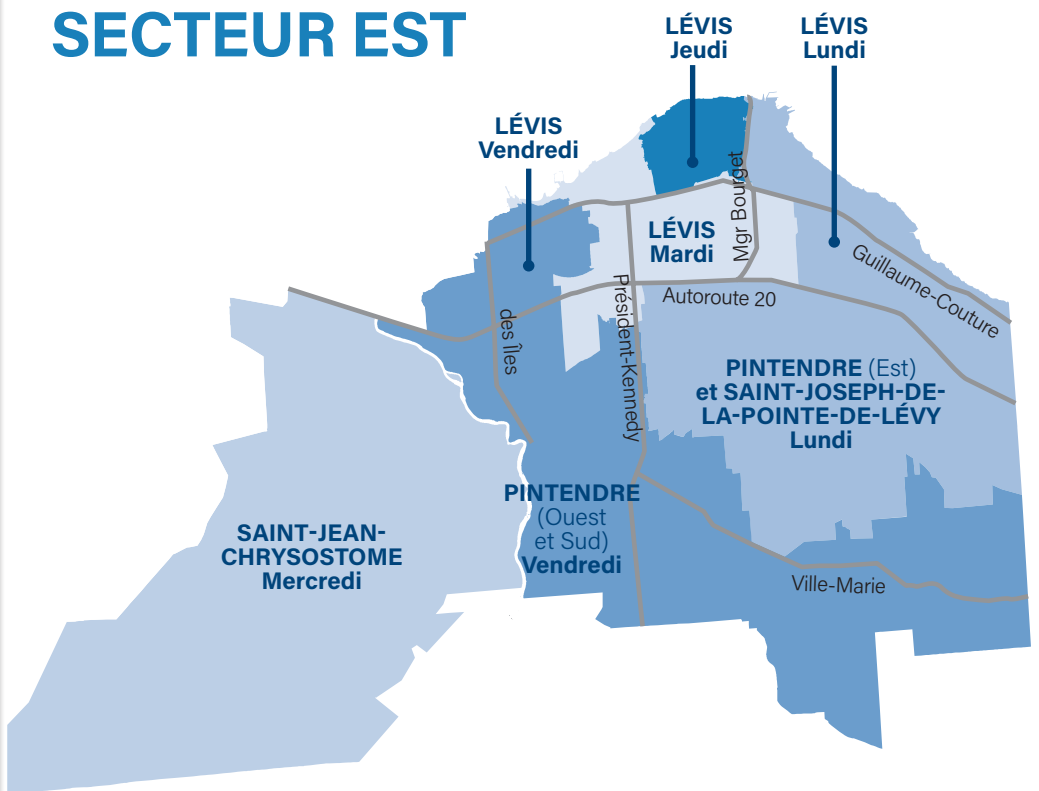 SECTEUR EST
LÉVIS
Jeudi
LÉVIS
Lundi
LÉVIS
Vendredi
LÉVIS
Mardi
Mgr Bourget
Guillaume-Couture
Autoroute 20
Président-Kennedy
des Îles
PINTENDRE (Est)
et SAINT-JOSEPH-DE-
LA-POINTE-DE-LÉVY
Lundi
PINTENDRE
(Ouest
et Sud)
Vendredi
SAINT-JEAN-
CHRYSOSTOME
Mercredi
Ville-Marie